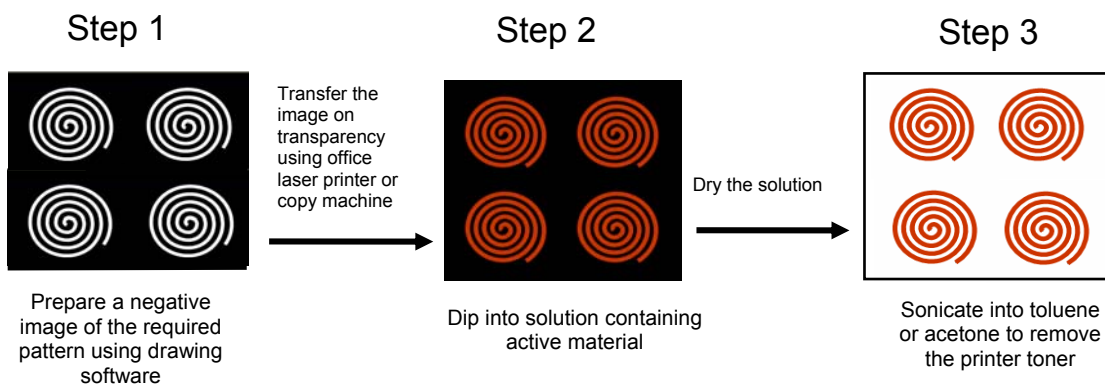 Step 1
Step 2
Step 3
Transfer the
image on
transparency
using office
laser printer or
copy machine
Dry the solution
Prepare a negative
image of the required
pattern using drawing
software
Dip into solution containing
active material
Sonicate into toluene
or acetone to remove
the printer toner